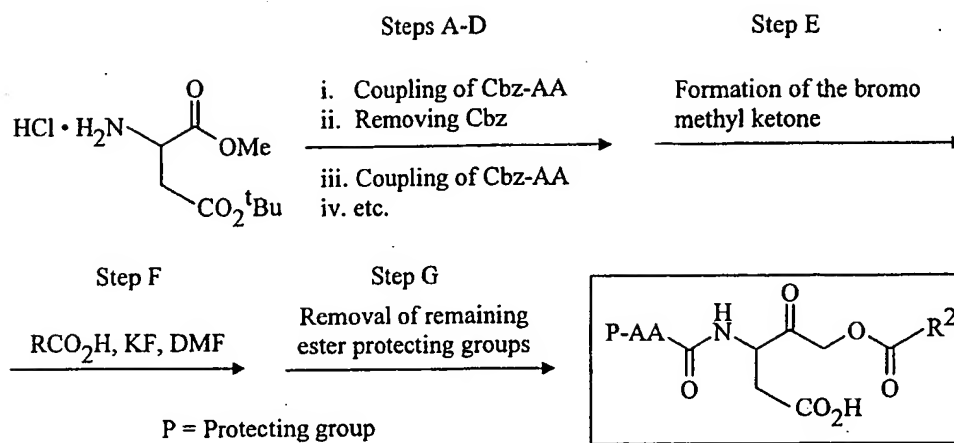 Steps A-D
Step E
i. Coupling of Cbz-AA
ii. Removing Cbz
iii. Coupling of Cbz-AA
iv. etc.
Formation of the bromo
methyl ketone
HCl • H₂N
O
OMe
CO₂ᵗBu
Step F
RCO₂H, KF, DMF
Step G
Removal of remaining
ester protecting groups
P-AA
O
H
N
O
O
O
R²
CO₂H
P = Protecting group